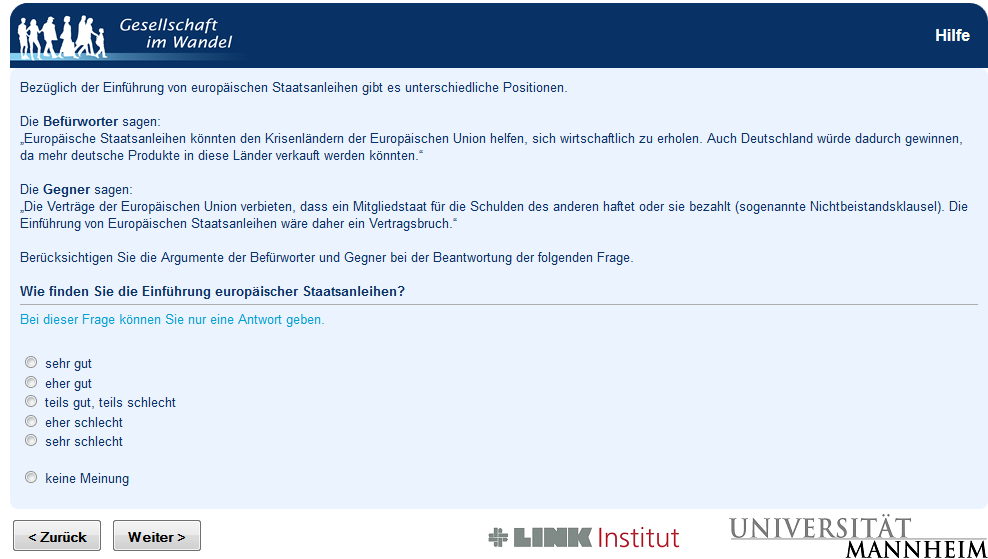 Gesellschaft
im Wandel
Hilfe
Bezüglich der Einführung von europäischen Staatsanleihen gibt es unterschiedliche Positionen.
Die Befürworter sagen:
„Europäische Staatsanleihen könnten den Krisenländern der Europäischen Union helfen, sich wirtschaftlich zu erholen. Auch Deutschland würde dadurch gewinnen,
da mehr deutsche Produkte in diese Länder verkauft werden könnten.“
Die Gegner sagen:
„Die Verträge der Europäischen Union verbieten, dass ein Mitgliedstaat für die Schulden des anderen haftet oder sie bezahlt (sogenannte Nichtbeistandsklausel). Die
Einführung von Europäischen Staatsanleihen wäre daher ein Vertragsbruch.“
Berücksichtigen Sie die Argumente der Befürworter und Gegner bei der Beantwortung der folgenden Frage.
Wie finden Sie die Einführung europäischer Staatsanleihen?
Bei dieser Frage können Sie nur eine Antwort geben.
sehr gut
eher gut
teils gut, teils schlecht
eher schlecht
sehr schlecht
keine Meinung
< Zurück
Weiter >
LINK Institut
UNIVERSITÄT
MANNHEIM